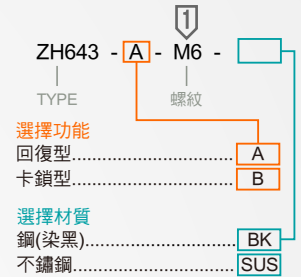 1
ZH643 - A - M6 -
TYPE 螺紋
選擇功能
回復型.......................... A
卡鎖型.......................... B
選擇材質
鋼(染黑)........................ BK
不鏽鋼.......................... SUS